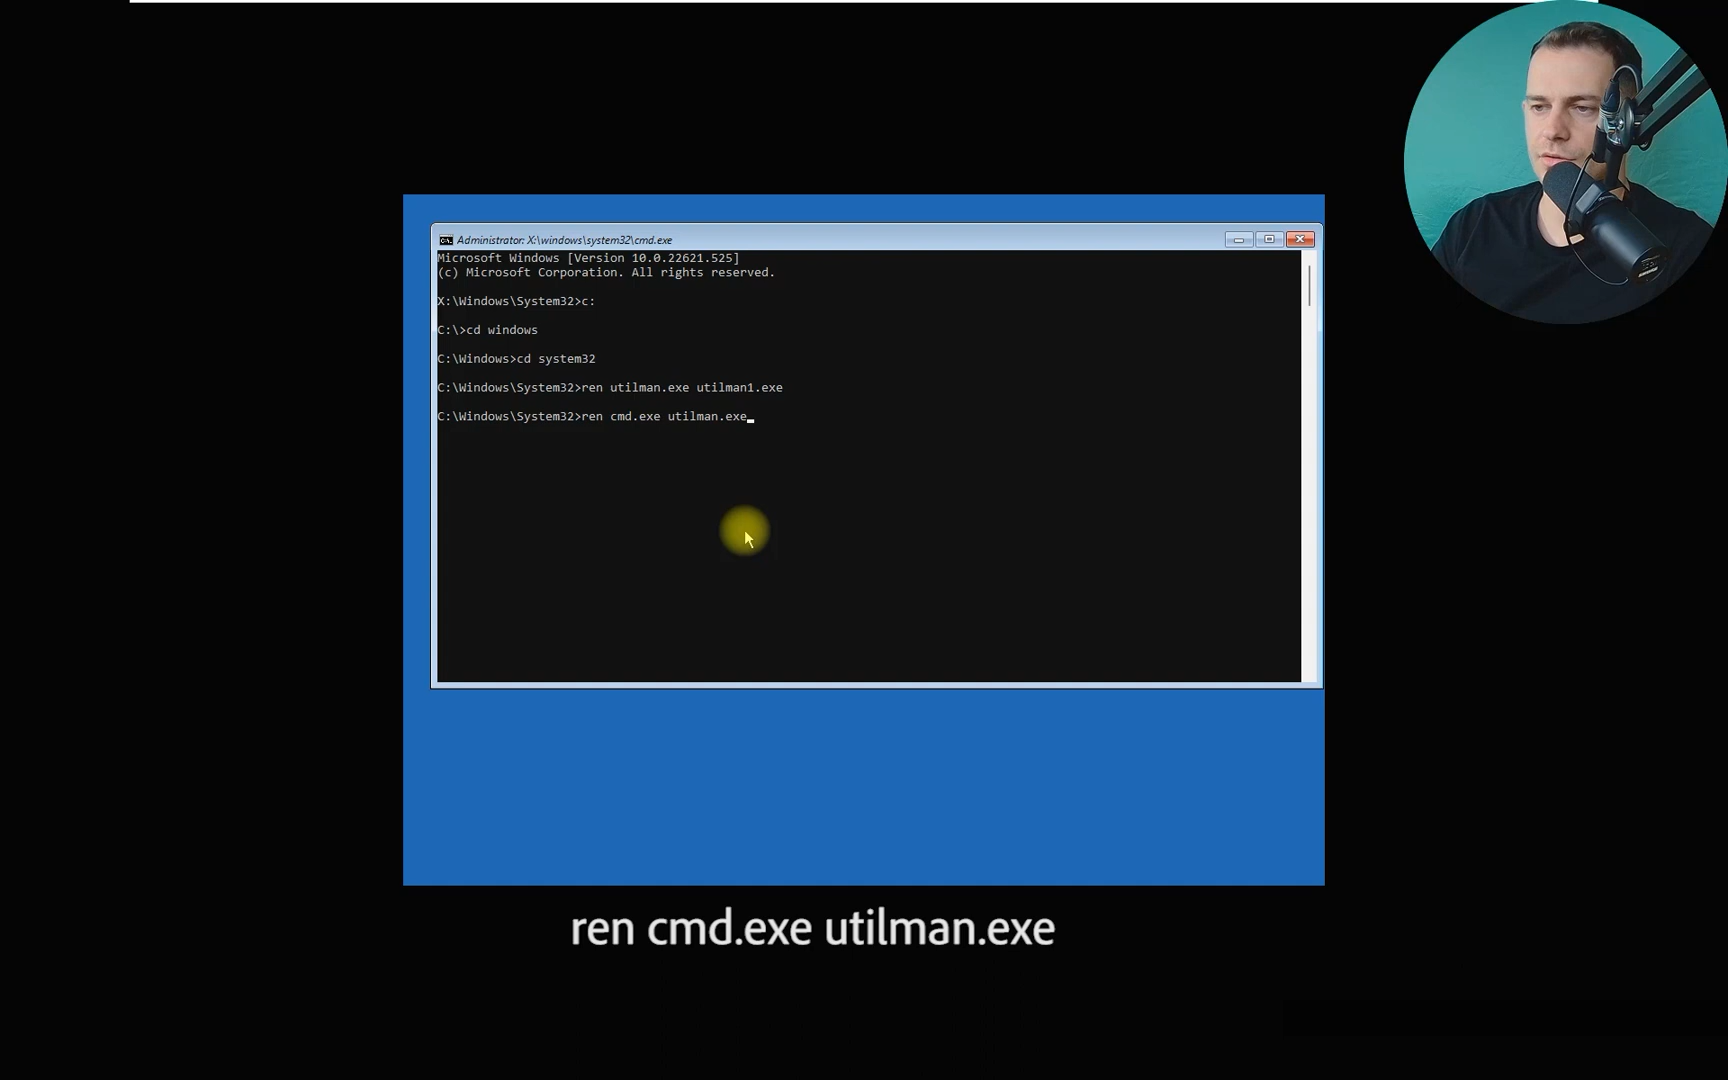 Administrator: X:\windows\system32\cmd.exe
Microsoft Windows [Version 10.0.22621.525]
(c) Microsoft Corporation. All rights reserved.
X:\Windows\System32>c:
C:\>cd windows
C:\Windows>cd system32
C:\Windows\System32>ren utilman.exe utilman1.exe
C:\Windows\System32>ren cmd.exe utilman.exe
ren cmd.exe utilman.exe